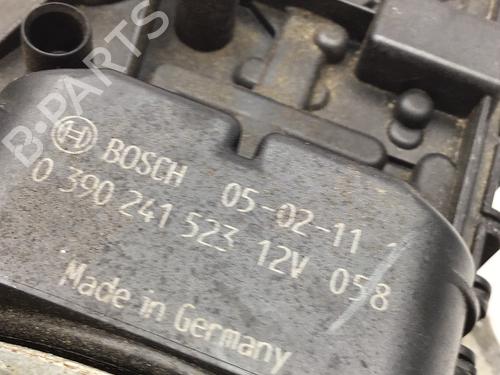 B-PARTS
BOSCH 05-02-11
0 390 241 523 12V 058
Made in Germany